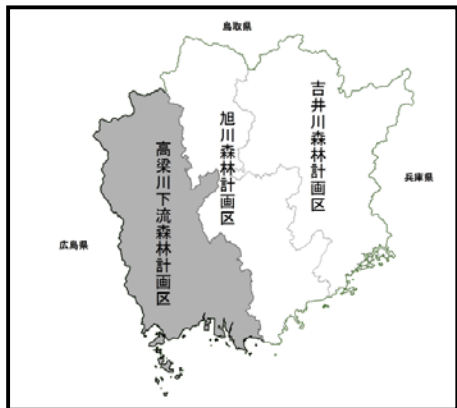 鳥取県
吉井川森林計画区
旭川森林計画区
兵庫県
高梁川下流森林計画区
広島県